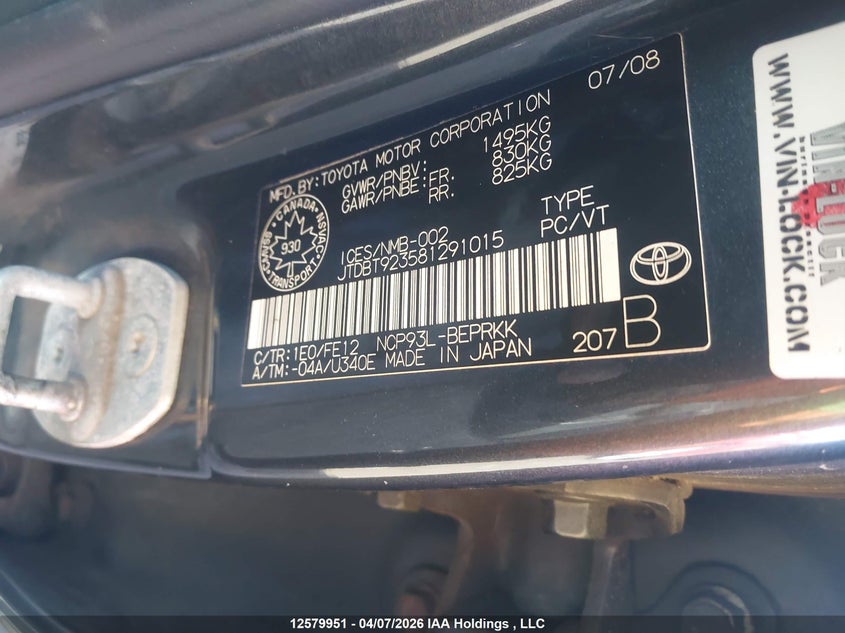 07/08
MFD. BY: TOYOTA MOTOR CORPORATION
GVWR/PNBV: 1495KG
GAWR/PNBE: FR. 830KG
RR. 825KG
CANADA
930
TRANSPORT
ICES/NMB-002
JTDBT923581291015
TYPE
PC/VT
C/TR: 1E0/FE12 NCP93L-BEPRKK
A/TM: -04A/U340E MADE IN JAPAN
207 B
WWW.VIN-LOCK.COM
12579951 - 04/07/2026 IAA Holdings , LLC